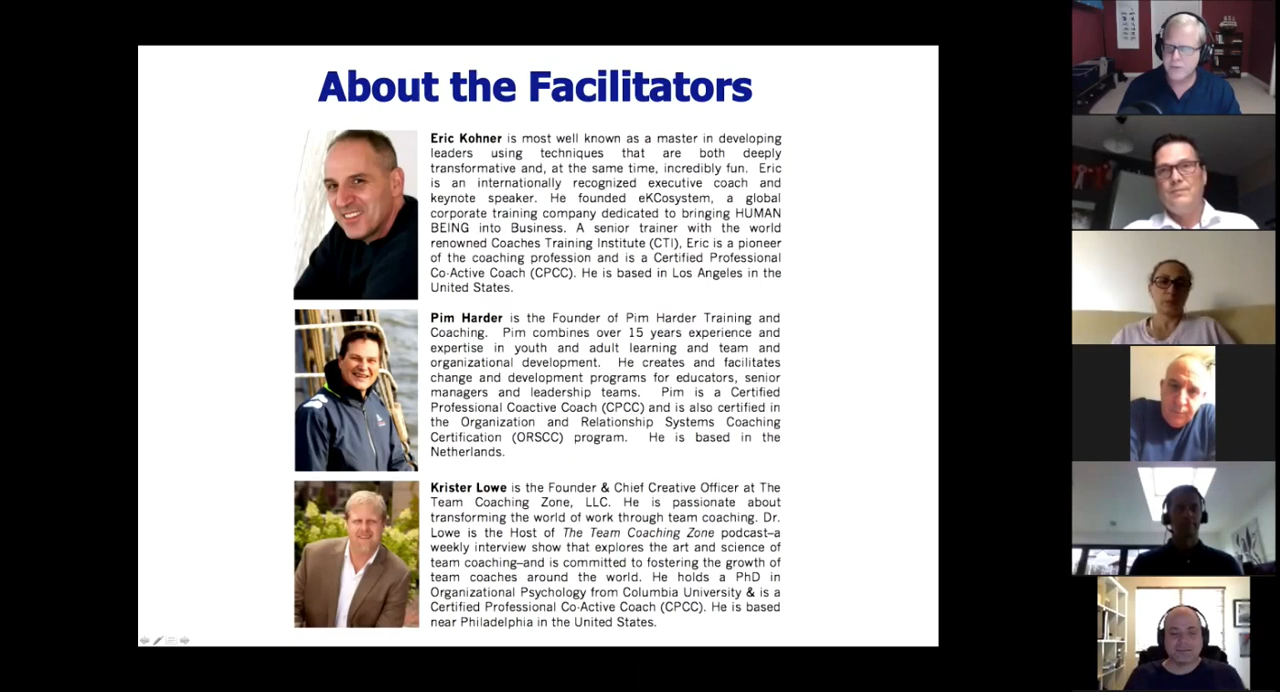 About the Facilitators
Eric Kohner is most well known as a master in developing
leaders using techniques that are both deeply
transformative and, at the same time, incredibly fun. Eric
is an internationally recognized executive coach and
keynote speaker. He founded eKCosystem, a global
corporate training company dedicated to bringing HUMAN
BEING into Business. A senior trainer with the world
renowned Coaches Training Institute (CTI), Eric is a pioneer
of the coaching profession and is a Certified Professional
Co-Active Coach (CPCC). He is based in Los Angeles in the
United States.
Pim Harder is the Founder of Pim Harder Training and
Coaching. Pim combines over 15 years experience and
expertise in youth and adult learning and team and
organizational development. He creates and facilitates
change and development programs for educators, senior
managers and leadership teams. Pim is a Certified
Professional Coactive Coach (CPCC) and is also certified in
the Organization and Relationship Systems Coaching
Certification (ORSCC) program. He is based in the
Netherlands.
Krister Lowe is the Founder & Chief Creative Officer at The
Team Coaching Zone, LLC. He is passionate about
transforming the world of work through team coaching. Dr.
Lowe is the Host of The Team Coaching Zone podcast–a
weekly interview show that explores the art and science of
team coaching–and is committed to fostering the growth of
team coaches around the world. He holds a PhD in
Organizational Psychology from Columbia University & is a
Certified Professional Co-Active Coach (CPCC). He is based
near Philadelphia in the United States.